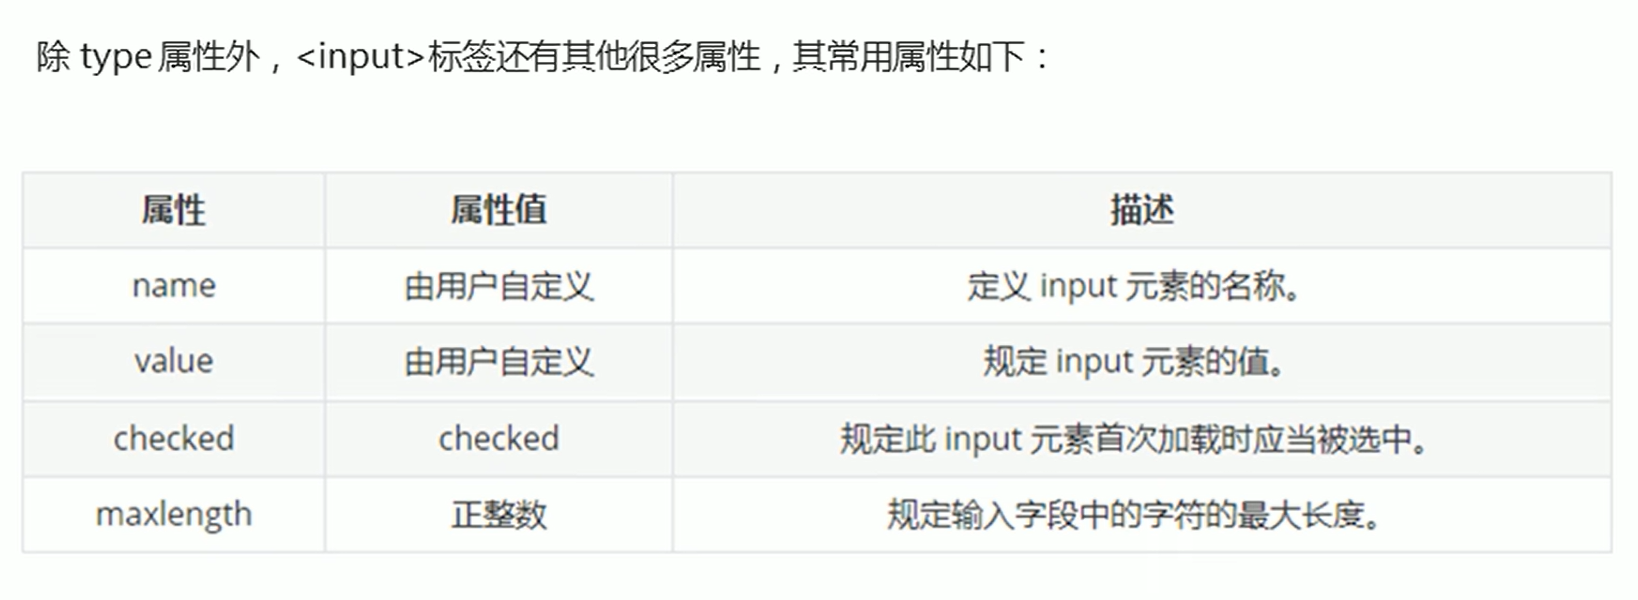 除 type 属性外，<input>标签还有其他很多属性，其常用属性如下：
属性 属性值 描述
name 由用户自定义 定义 input 元素的名称。
value 由用户自定义 规定 input 元素的值。
checked checked 规定此 input 元素首次加载时应当被选中。
maxlength 正整数 规定输入字段中的字符的最大长度。